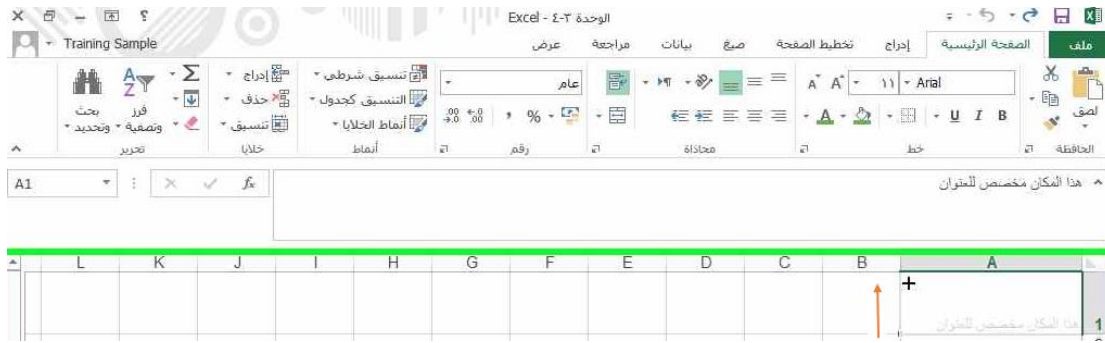 الوحدة ٣-٤ - Excel
ملف الصفحة الرئيسية إدراج تخطيط الصفحة صيغ بيانات مراجعة عرض Training Sample
Arial ١١ عام تنسيق شرطي إدراج
لصق B I U التنسيق كجدول حذف فرز وتصفية بحث وتحديد
% أنماط الخلايا تنسيق
الحافظة خط محاذاة رقم أنماط خلايا تحرير
A1 fx هذا المكان مخصص للعنوان
A B C D E F G H I J K L
1 هذا المكان مخصص للعنوان